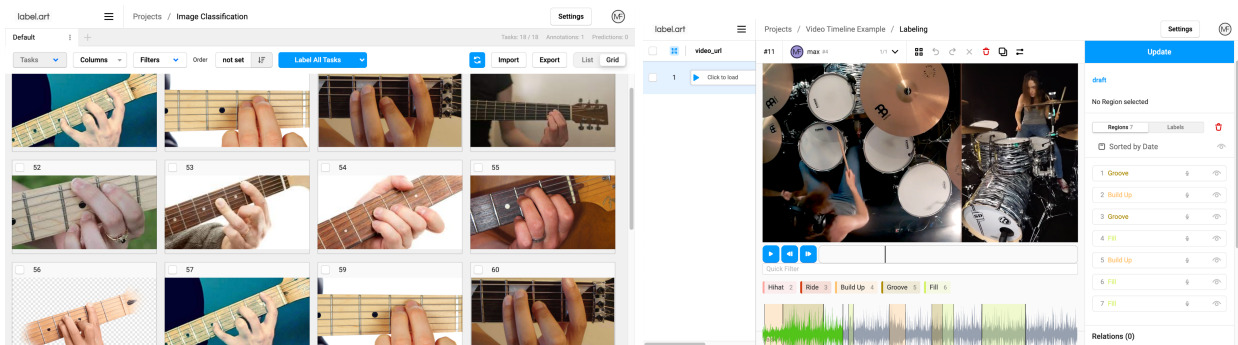 label.art
Projects / Image Classification
Settings
MF
Default
Tasks: 18 / 18 Annotations: 1 Predictions: 0
Tasks
Columns
Filters
Order
not set
Label All Tasks
Import
Export
List
Grid
52
53
54
55
56
57
59
60
label.art
Projects / Video Timeline Example / Labeling
Settings
MF
video_url
1
Click to load
#11
MF
max
1/1
Update
draft
No Region selected
Regions 7
Labels
Sorted by Date
1 Groove
2 Build Up
3 Groove
4 Fill
5 Build Up
6 Fill
7 Fill
Relations (0)
Quick Filter
Hihat 2
Ride 3
Build Up 4
Groove 5
Fill 6